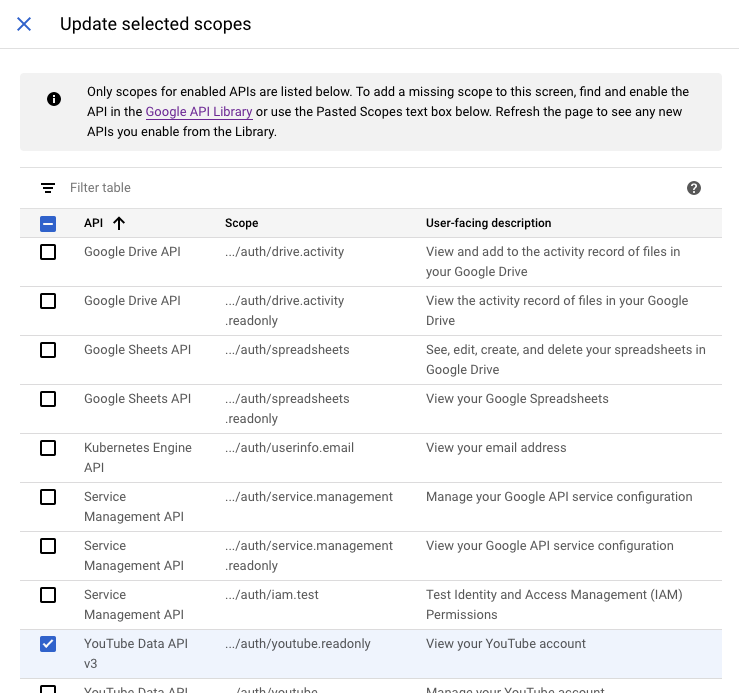 Update selected scopes
Only scopes for enabled APIs are listed below. To add a missing scope to this screen, find and enable the
API in the Google API Library or use the Pasted Scopes text box below. Refresh the page to see any new
APIs you enable from the Library.
Filter table
API Scope User-facing description
Google Drive API .../auth/drive.activity View and add to the activity record of files in
your Google Drive
Google Drive API .../auth/drive.activity View the activity record of files in your Google
.readonly Drive
Google Sheets API .../auth/spreadsheets See, edit, create, and delete your spreadsheets in
Google Drive
Google Sheets API .../auth/spreadsheets View your Google Spreadsheets
.readonly
Kubernetes Engine .../auth/userinfo.email View your email address
API
Service .../auth/service.management Manage your Google API service configuration
Management API
Service .../auth/service.management View your Google API service configuration
Management API .readonly
Service .../auth/iam.test Test Identity and Access Management (IAM)
Management API Permissions
YouTube Data API .../auth/youtube.readonly View your YouTube account
v3
YouTube Data API .../auth/youtube Manage your YouTube account